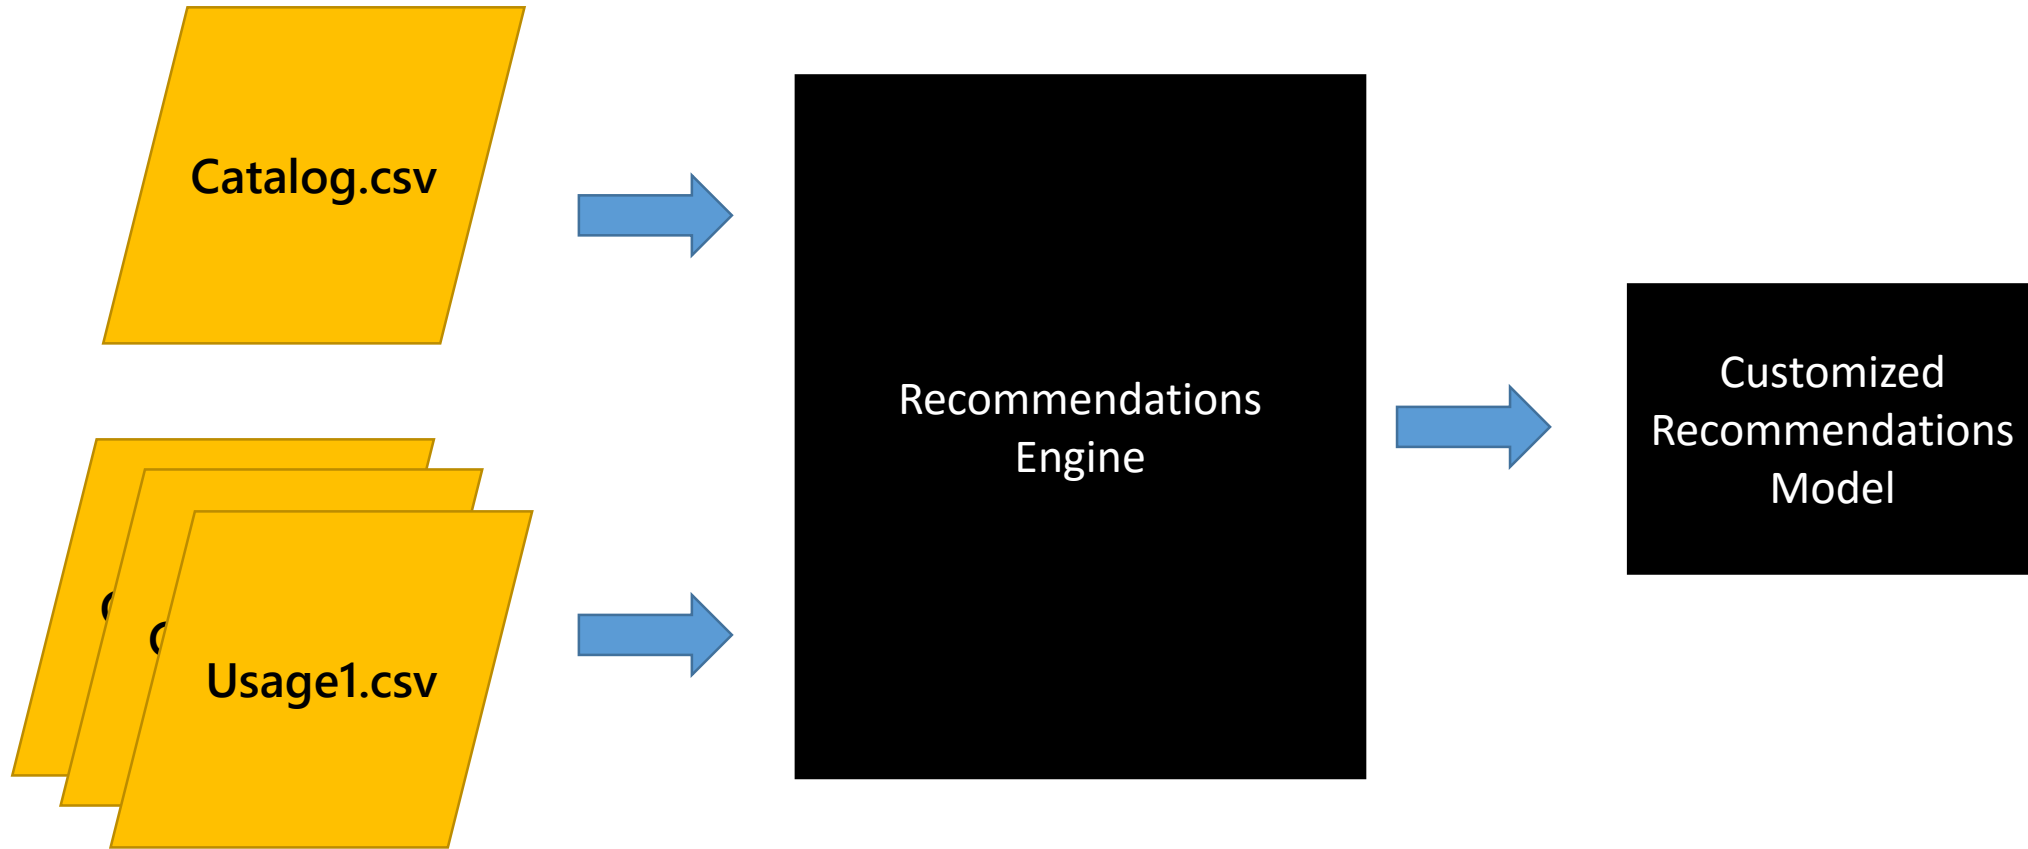 Catalog.csv
Usage1.csv
Recommendations
Engine
Customized
Recommendations
Model